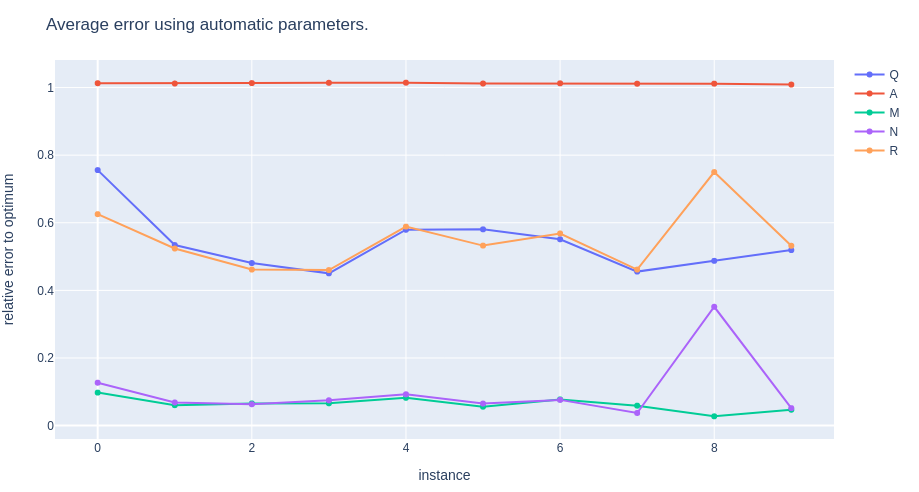 Average error using automatic parameters.
relative error to optimum
1
0.8
0.6
0.4
0.2
0
0
2
4
6
8
instance
Q
A
M
N
R